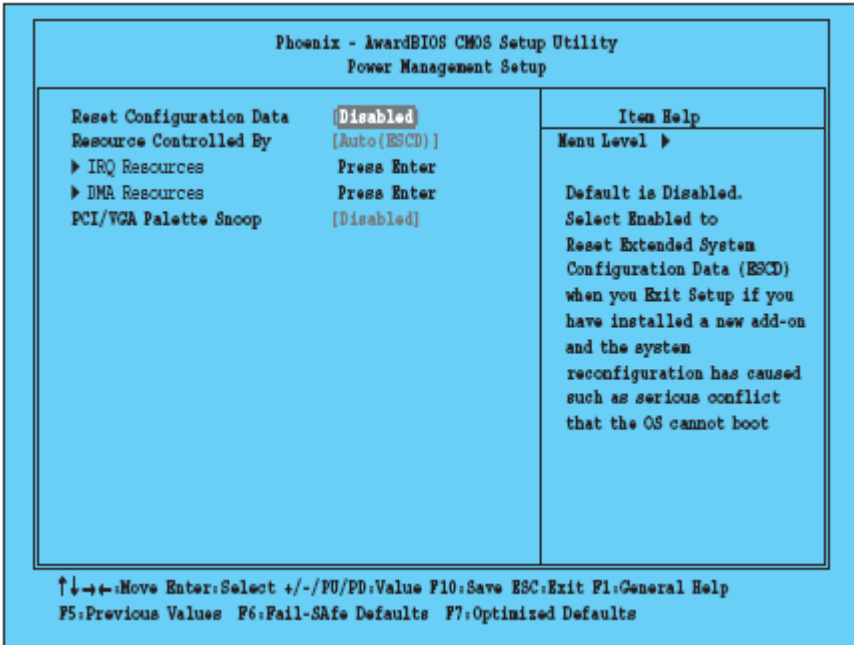 Phoenix - AwardBIOS CMOS Setup Utility
Power Management Setup
Reset Configuration Data [Disabled]
Resource Controlled By [Auto(ESCD)]
▶ IRQ Resources Press Enter
▶ DMA Resources Press Enter
PCI/VGA Palette Snoop [Disabled]
Item Help
Menu Level ▶
Default is Disabled.
Select Enabled to
Reset Extended System
Configuration Data (ESCD)
when you Exit Setup if you
have installed a new add-on
and the system
reconfiguration has caused
such as serious conflict
that the OS cannot boot
↑↓→←:Move Enter:Select +/-/PU/PD:Value F10:Save ESC:Exit F1:General Help
F5:Previous Values F6:Fail-SAfe Defaults F7:Optimized Defaults